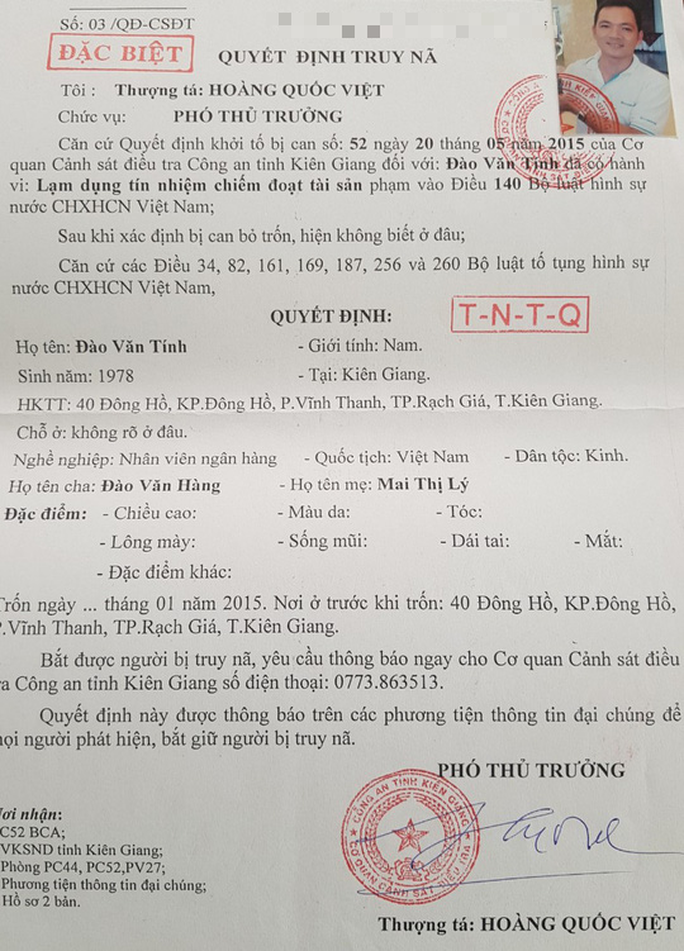 Số: 03 /QĐ-CSĐT
ĐẶC BIỆT
QUYẾT ĐỊNH TRUY NÃ
Tôi : Thượng tá: HOÀNG QUỐC VIỆT
Chức vụ: PHÓ THỦ TRƯỞNG
Căn cứ Quyết định khởi tố bị can số: 52 ngày 20 tháng 05 năm 2015 của Cơ
quan Cảnh sát điều tra Công an tỉnh Kiên Giang đối với: Đào Văn Tính đã có hành
vi: Lạm dụng tín nhiệm chiếm đoạt tài sản phạm vào Điều 140 Bộ luật hình sự
nước CHXHCN Việt Nam;
Sau khi xác định bị can bỏ trốn, hiện không biết ở đâu;
Căn cứ các Điều 34, 82, 161, 169, 187, 256 và 260 Bộ luật tố tụng hình sự
nước CHXHCN Việt Nam,
QUYẾT ĐỊNH:
T-N-T-Q
Họ tên: Đào Văn Tính - Giới tính: Nam.
Sinh năm: 1978 - Tại: Kiên Giang.
HKTT: 40 Đông Hồ, KP.Đông Hồ, P.Vĩnh Thanh, TP.Rạch Giá, T.Kiên Giang.
Chỗ ở: không rõ ở đâu.
Nghề nghiệp: Nhân viên ngân hàng - Quốc tịch: Việt Nam - Dân tộc: Kinh.
Họ tên cha: Đào Văn Hàng - Họ tên mẹ: Mai Thị Lý
Đặc điểm: - Chiều cao: - Màu da: - Tóc:
- Lông mày: - Sống mũi: - Dái tai: - Mắt:
- Đặc điểm khác:
Trốn ngày ... tháng 01 năm 2015. Nơi ở trước khi trốn: 40 Đông Hồ, KP.Đông Hồ,
P.Vĩnh Thanh, TP.Rạch Giá, T.Kiên Giang.
Bắt được người bị truy nã, yêu cầu thông báo ngay cho Cơ quan Cảnh sát điều
ra Công an tỉnh Kiên Giang số điện thoại: 0773.863513.
Quyết định này được thông báo trên các phương tiện thông tin đại chúng để
ọi người phát hiện, bắt giữ người bị truy nã.
PHÓ THỦ TRƯỞNG
CÔNG AN TỈNH KIÊN GIANG
CƠ QUAN CẢNH SÁT ĐIỀU TRA
ơi nhận:
C52 BCA;
VKSND tỉnh Kiên Giang;
Phòng PC44, PC52,PV27;
Phương tiện thông tin đại chúng;
Hồ sơ 2 bản.
Thượng tá: HOÀNG QUỐC VIỆT